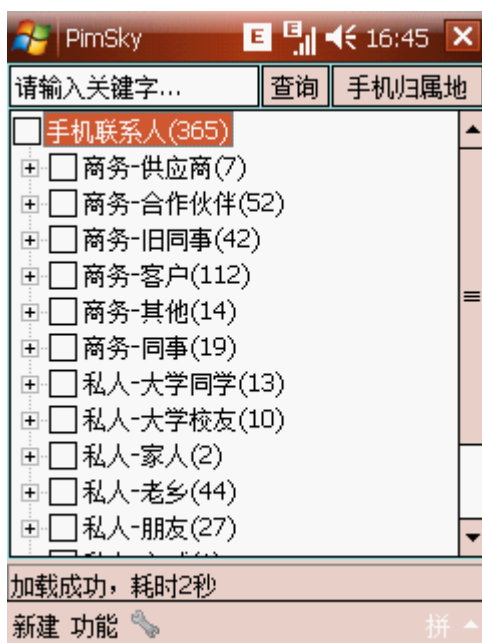 PimSky E E 16:45
请输入关键字... 查询 手机归属地
手机联系人(365)
商务-供应商(7)
商务-合作伙伴(52)
商务-旧同事(42)
商务-客户(112)
商务-其他(14)
商务-同事(19)
私人-大学同学(13)
私人-大学校友(10)
私人-家人(2)
私人-老乡(44)
私人-朋友(27)
加载成功，耗时2秒
新建 功能 拼